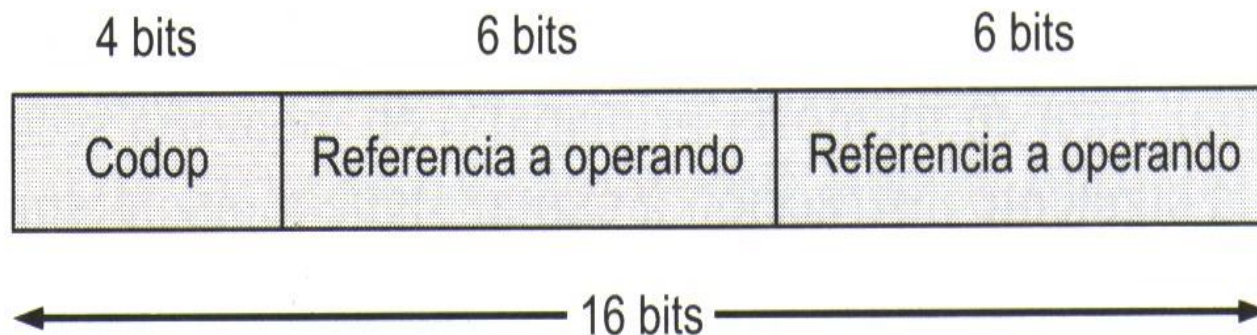 4 bits 6 bits 6 bits
Codop Referencia a operando Referencia a operando
16 bits